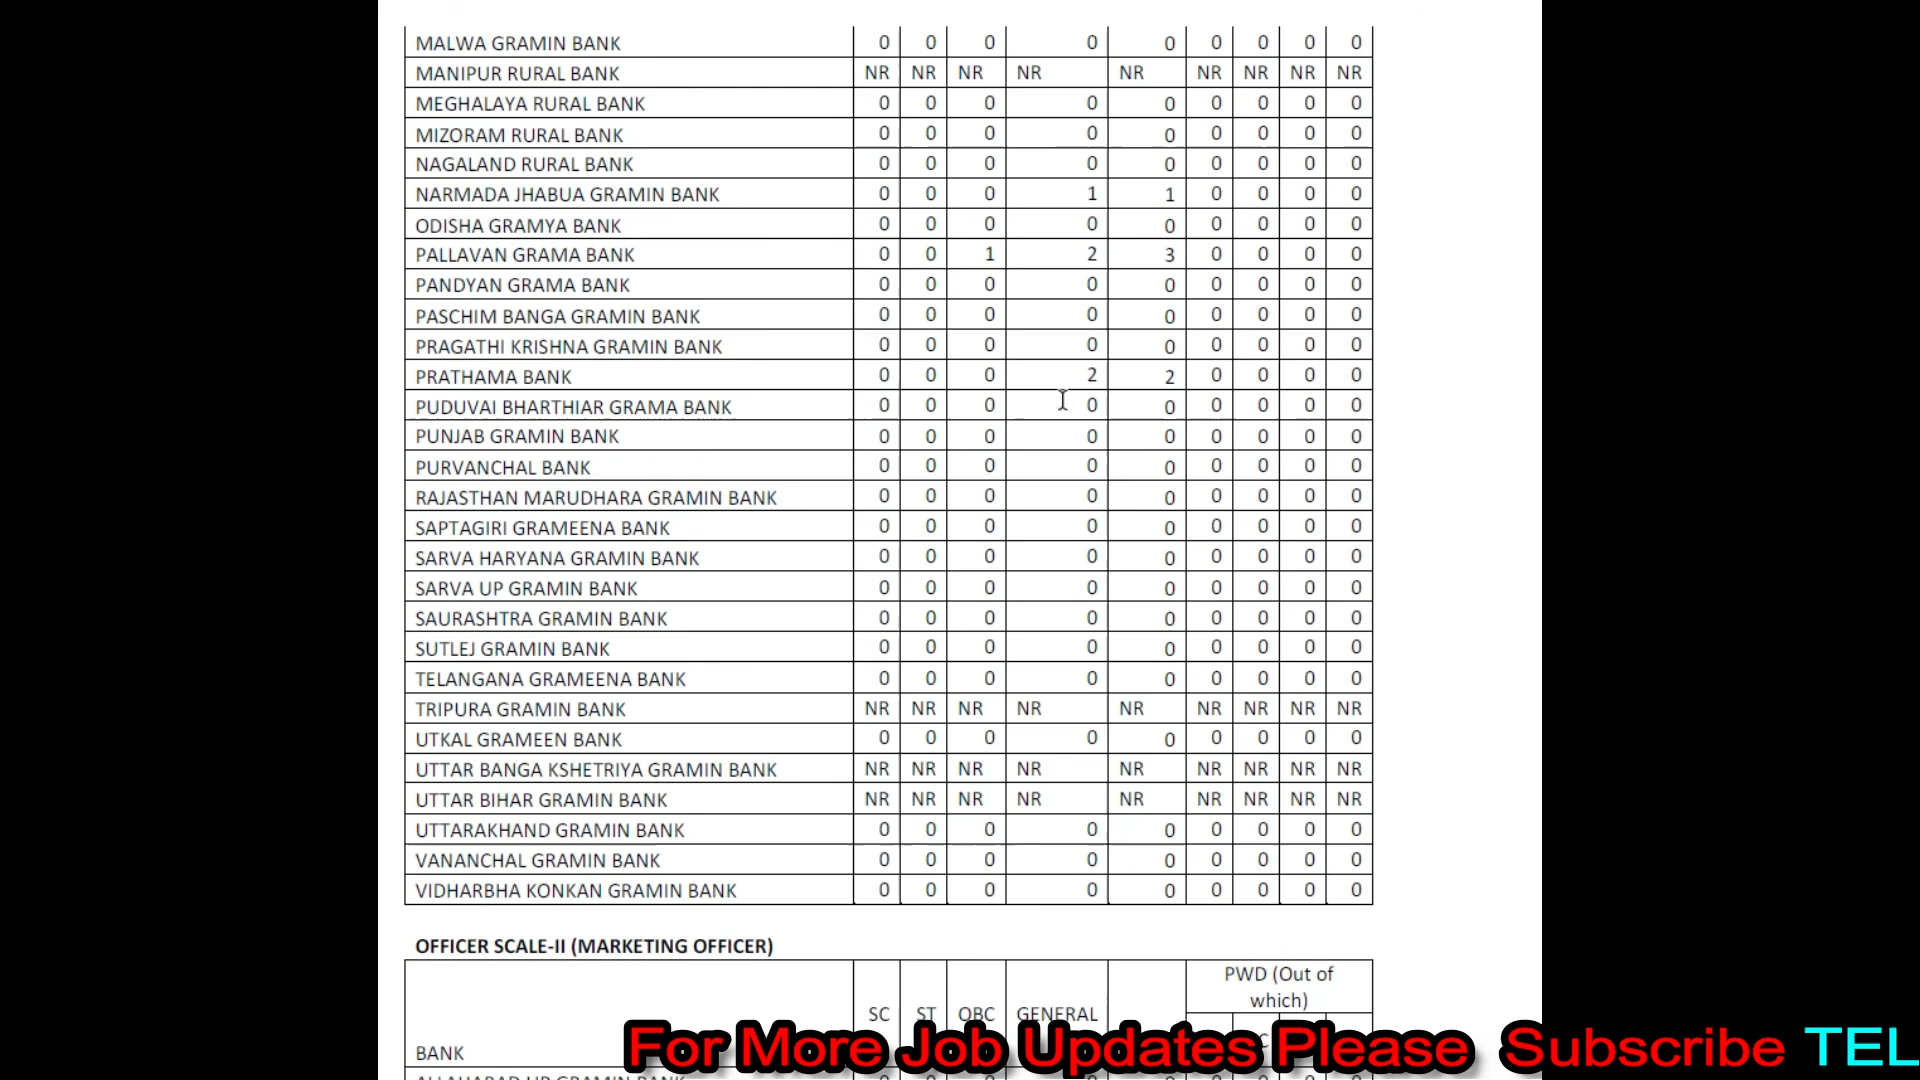 MALWA GRAMIN BANK 0 0 0 0 0 0 0 0 0
MANIPUR RURAL BANK NR NR NR NR NR NR NR NR NR
MEGHALAYA RURAL BANK 0 0 0 0 0 0 0 0 0
MIZORAM RURAL BANK 0 0 0 0 0 0 0 0 0
NAGALAND RURAL BANK 0 0 0 0 0 0 0 0 0
NARMADA JHABUA GRAMIN BANK 0 0 0 1 1 0 0 0 0
ODISHA GRAMYA BANK 0 0 0 0 0 0 0 0 0
PALLAVAN GRAMA BANK 0 0 1 2 3 0 0 0 0
PANDYAN GRAMA BANK 0 0 0 0 0 0 0 0 0
PASCHIM BANGA GRAMIN BANK 0 0 0 0 0 0 0 0 0
PRAGATHI KRISHNA GRAMIN BANK 0 0 0 0 0 0 0 0 0
PRATHAMA BANK 0 0 0 2 2 0 0 0 0
PUDUVAI BHARTHIAR GRAMA BANK 0 0 0 0 0 0 0 0 0
PUNJAB GRAMIN BANK 0 0 0 0 0 0 0 0 0
PURVANCHAL BANK 0 0 0 0 0 0 0 0 0
RAJASTHAN MARUDHARA GRAMIN BANK 0 0 0 0 0 0 0 0 0
SAPTAGIRI GRAMEENA BANK 0 0 0 0 0 0 0 0 0
SARVA HARYANA GRAMIN BANK 0 0 0 0 0 0 0 0 0
SARVA UP GRAMIN BANK 0 0 0 0 0 0 0 0 0
SAURASHTRA GRAMIN BANK 0 0 0 0 0 0 0 0 0
SUTLEJ GRAMIN BANK 0 0 0 0 0 0 0 0 0
TELANGANA GRAMEENA BANK 0 0 0 0 0 0 0 0 0
TRIPURA GRAMIN BANK NR NR NR NR NR NR NR NR NR
UTKAL GRAMEEN BANK 0 0 0 0 0 0 0 0 0
UTTAR BANGA KSHETRIYA GRAMIN BANK NR NR NR NR NR NR NR NR NR
UTTAR BIHAR GRAMIN BANK NR NR NR NR NR NR NR NR NR
UTTARAKHAND GRAMIN BANK 0 0 0 0 0 0 0 0 0
VANANCHAL GRAMIN BANK 0 0 0 0 0 0 0 0 0
VIDHARBHA KONKAN GRAMIN BANK 0 0 0 0 0 0 0 0 0
OFFICER SCALE-II (MARKETING OFFICER)
PWD (Out of
which)
SC ST OBC GENERAL
BANK
For More Job Updates Please Subscribe TEL